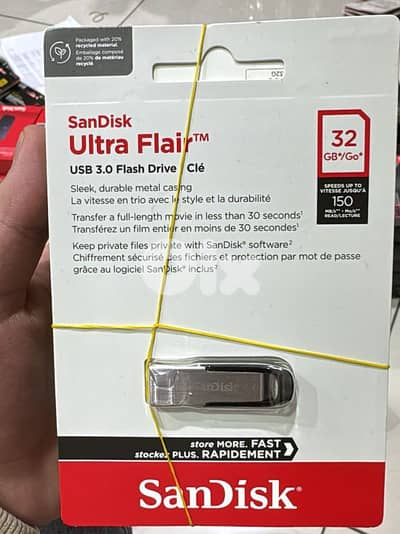 Packaged with 20%
recycled material
Emballage composé
de 20% de matériau
recyclé
SanDisk
Ultra Flair™
USB 3.0 Flash Drive Clé
32
GB*/Go*
SPEEDS UP TO
VITESSE JUSQU'À
150
READ/LECTURE
Sleek, durable metal casing
La vitesse en trio avec le style et la durabilité
Transfer a full-length movie in less than 30 seconds¹
Transférez un film entier en moins de 30 secondes¹
Keep private files private with SanDisk® software²
Chiffrement sécurisé des fichiers et protection par mot de passe
grâce au logiciel SanDisk® inclus²
olx
SanDisk
store MORE. FAST
stockez PLUS. RAPIDEMENT
SanDisk®